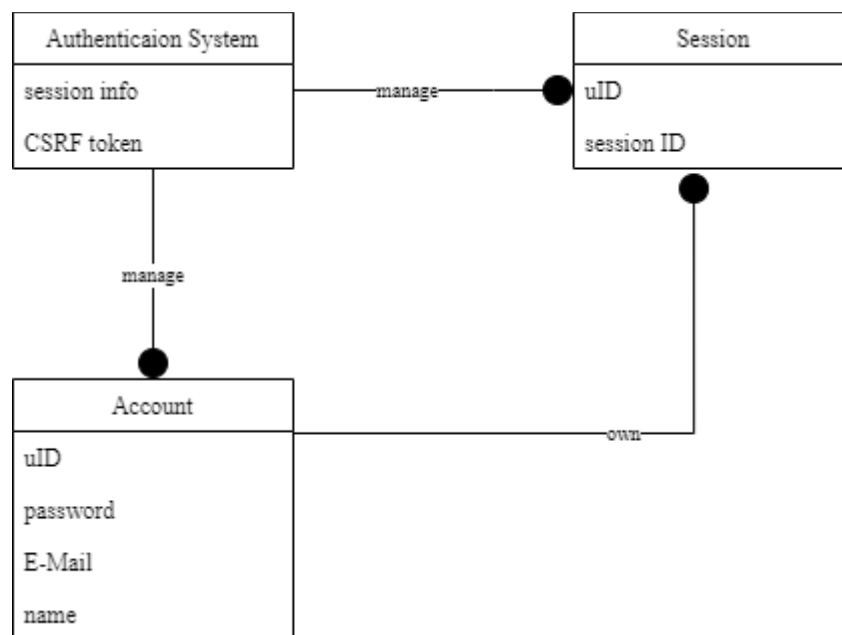 Authenticaion System
session info
CSRF token
manage
Session
uID
session ID
manage
Account
uID
password
E-Mail
name
own